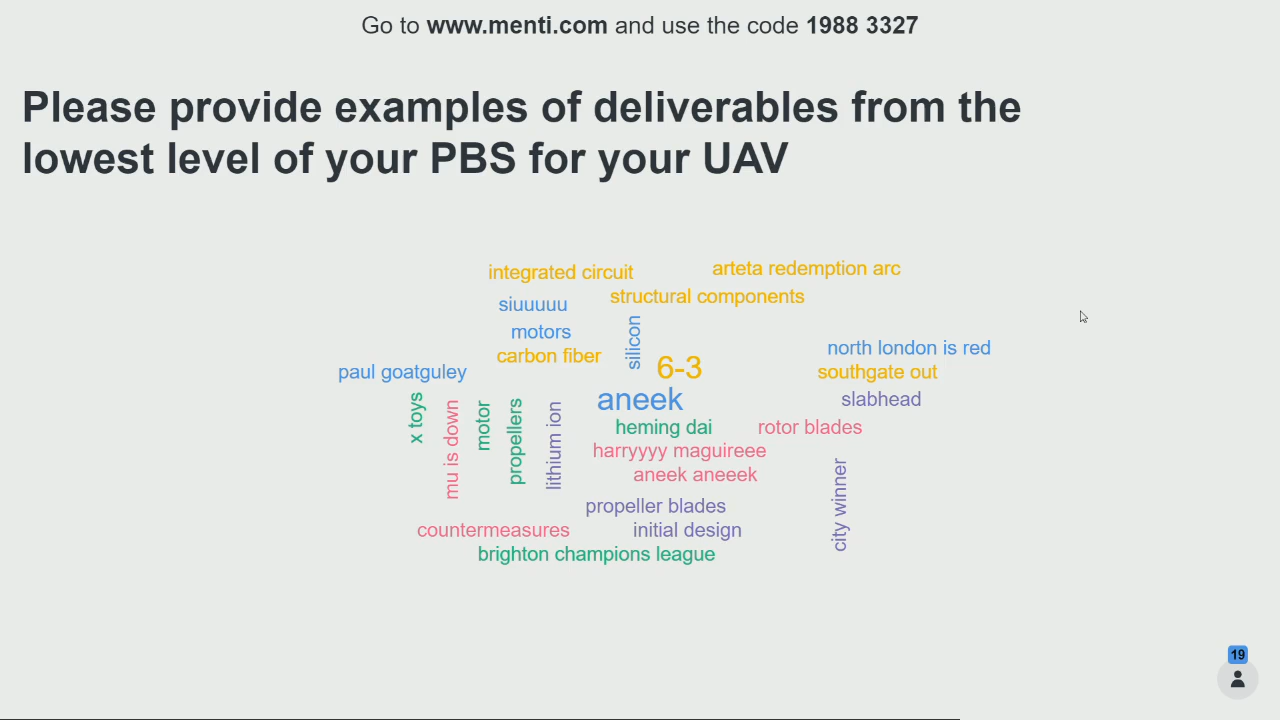 Go to www.menti.com and use the code 1988 3327
Please provide examples of deliverables from the
lowest level of your PBS for your UAV
integrated circuit
arteta redemption arc
siuuuuu
structural components
motors
silicon
carbon fiber
6-3
north london is red
paul goatguley
southgate out
aneek
slabhead
x toys
mu is down
motor
propellers
lithium ion
heming dai
rotor blades
harryyyy maguireee
aneek aneeek
city winner
propeller blades
countermeasures
initial design
brighton champions league
19